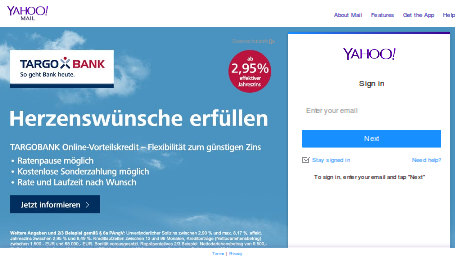 YAHOO!
MAIL
About Mail Features Get the App Help
TARGO BANK
So geht Bank heute.
ab
2,95%
effektiver
Jahreszins
Herzenswünsche erfüllen
TARGOBANK Online-Vorteilskredit – Flexibilität zum günstigen Zins
• Ratenpause möglich
• Kostenlose Sonderzahlung möglich
• Rate und Laufzeit nach Wunsch
Jetzt informieren >
YAHOO!
Sign in
Enter your email
Next
Stay signed in Need help?
To sign in, enter your email and tap "Next"
Terms | Privacy